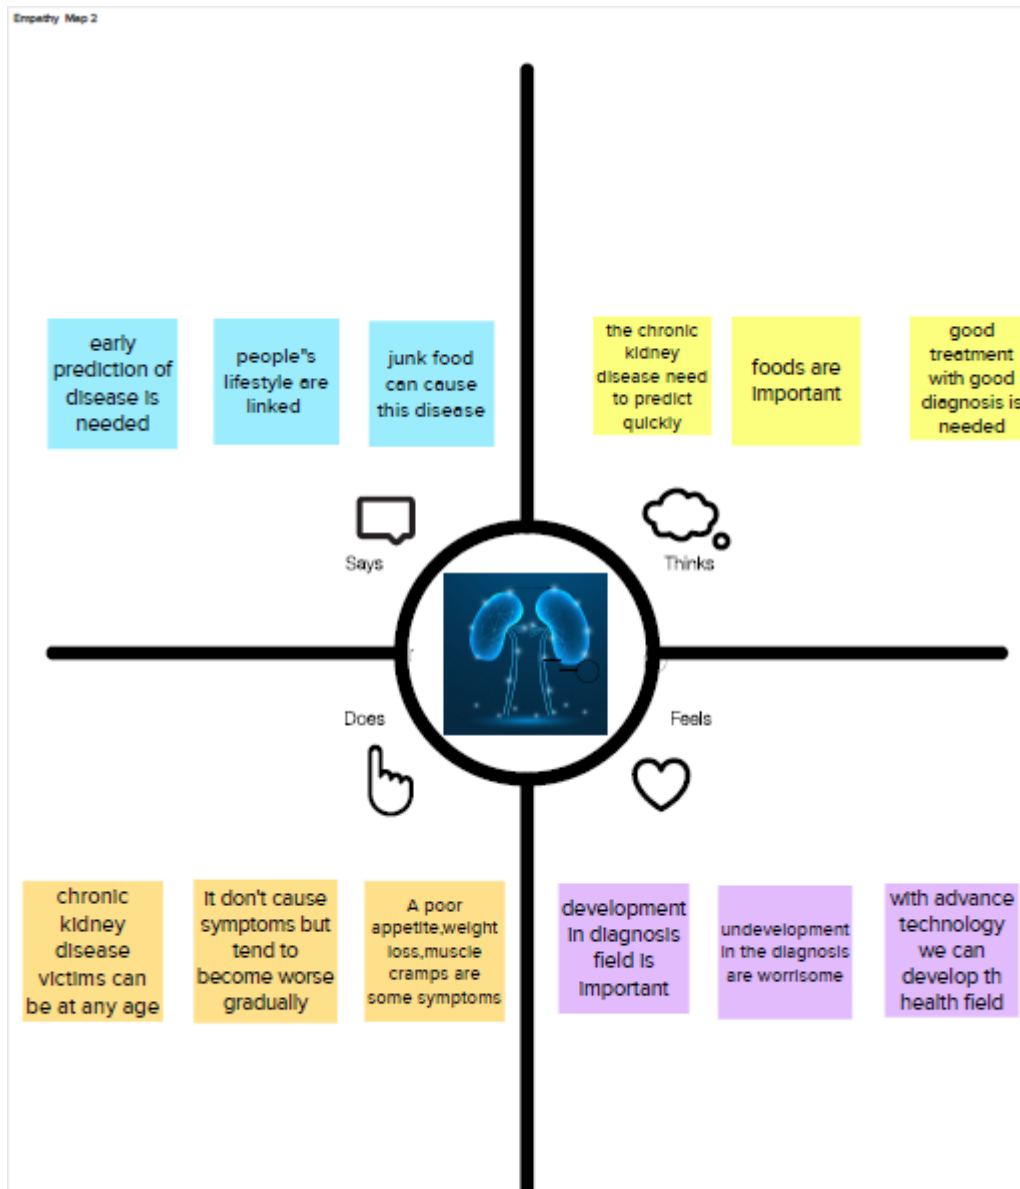 Empathy Map 2
early
prediction of
disease is
needed
people"s
lifestyle are
linked
junk food
can cause
this disease
the chronic
kidney
disease need
to predict
quickly
foods are
important
good
treatment
with good
diagnosis is
needed
Says
Thinks
Does
Feels
chronic
kidney
disease
victims can
be at any age
it don't cause
symptoms but
tend to
become worse
gradually
A poor
appetite,weight
loss,muscle
cramps are
some symptoms
development
in diagnosis
field is
important
undevelopment
in the diagnosis
are worrisome
with advance
technology
we can
develop th
health field